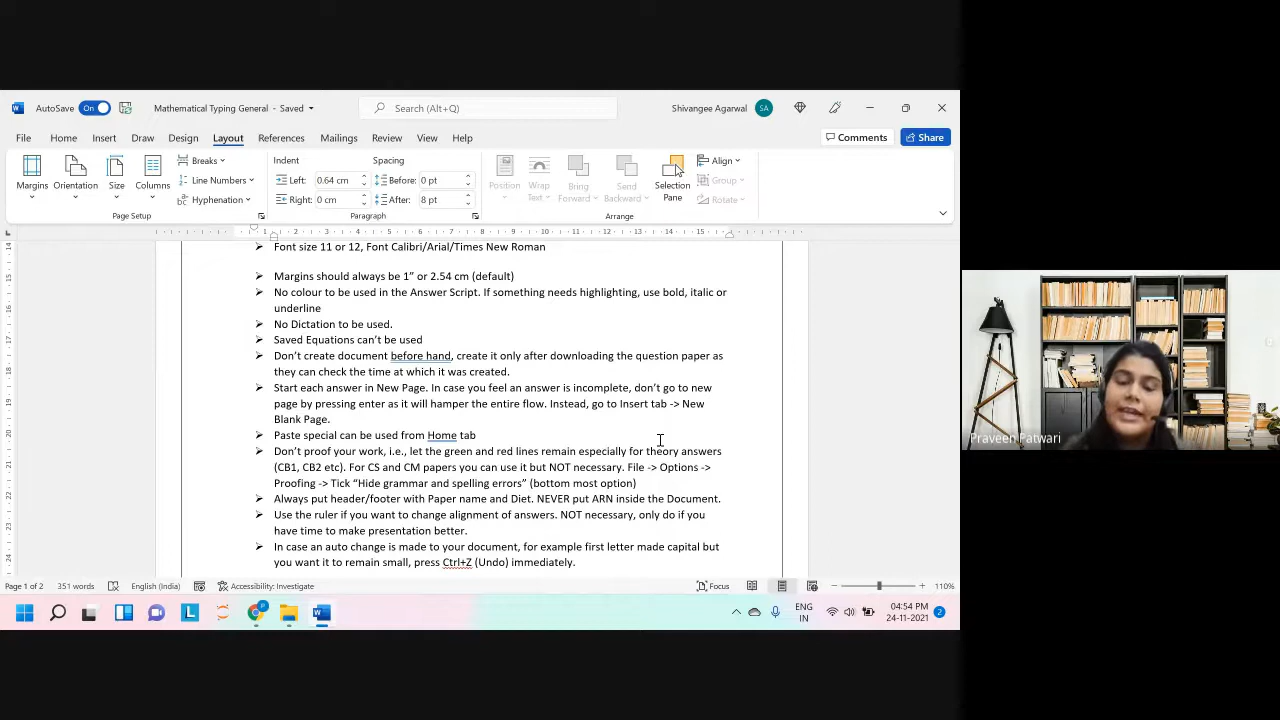 AutoSave On Mathematical Typing General - Saved Search (Alt+Q) Shivangee Agarwal SA
File Home Insert Draw Design Layout References Mailings Review View Help Comments Share
Margins Orientation Size Columns
Breaks
Line Numbers
Hyphenation
Page Setup
Indent Spacing
Left: 0.64 cm Before: 0 pt
Right: 0 cm After: 8 pt
Paragraph
Position Wrap Text Bring Forward Send Backward Selection Pane
Align
Group
Rotate
Arrange
1 2 3 4 5 6 7 8 9 10 11 12 13 14 15
➢ Font size 11 or 12, Font Calibri/Arial/Times New Roman
➢ Margins should always be 1” or 2.54 cm (default)
➢ No colour to be used in the Answer Script. If something needs highlighting, use bold, italic or
underline
➢ No Dictation to be used.
➢ Saved Equations can’t be used
➢ Don’t create document before hand, create it only after downloading the question paper as
they can check the time at which it was created.
➢ Start each answer in New Page. In case you feel an answer is incomplete, don’t go to new
page by pressing enter as it will hamper the entire flow. Instead, go to Insert tab -> New
Blank Page.
➢ Paste special can be used from Home tab
➢ Don’t proof your work, i.e., let the green and red lines remain especially for theory answers
(CB1, CB2 etc). For CS and CM papers you can use it but NOT necessary. File -> Options ->
Proofing -> Tick “Hide grammar and spelling errors” (bottom most option)
➢ Always put header/footer with Paper name and Diet. NEVER put ARN inside the Document.
➢ Use the ruler if you want to change alignment of answers. NOT necessary, only do if you
have time to make presentation better.
➢ In case an auto change is made to your document, for example first letter made capital but
you want it to remain small, press Ctrl+Z (Undo) immediately.
Page 1 of 2 351 words English (India) Accessibility: Investigate Focus 110%
ENG
IN
04:54 PM
24-11-2021
2
Praveen Patwari